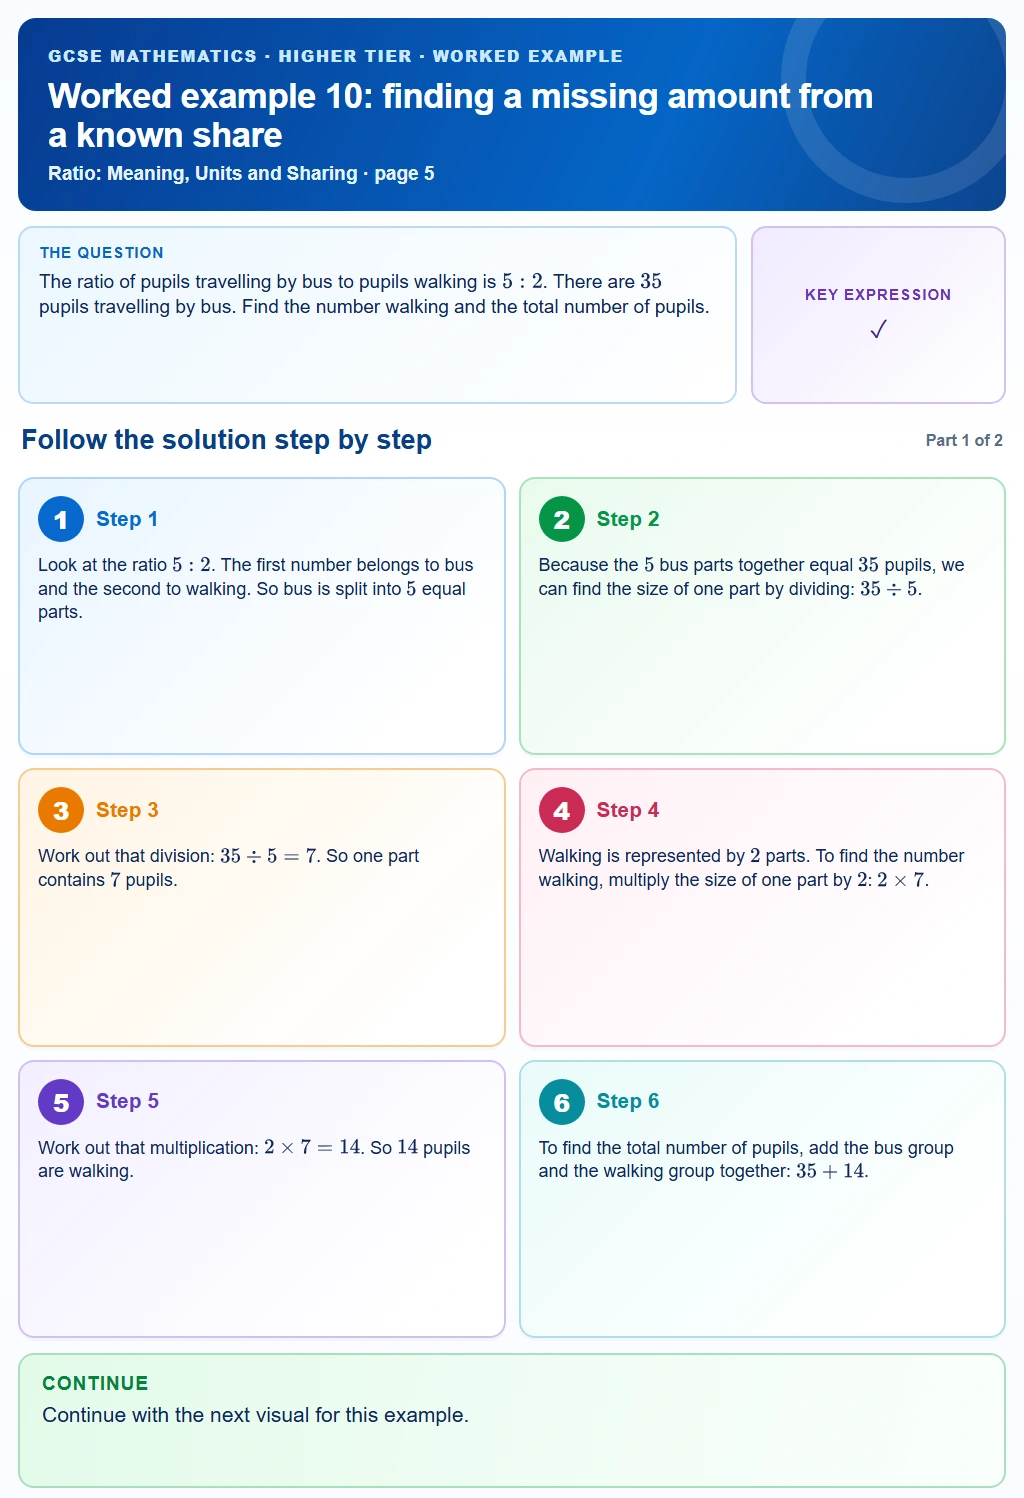 GCSE MATHEMATICS · HIGHER TIER · WORKED EXAMPLE
Worked example 10: finding a missing amount from
a known share
Ratio: Meaning, Units and Sharing · page 5
THE QUESTION
The ratio of pupils travelling by bus to pupils walking is 5 : 2. There are 35
pupils travelling by bus. Find the number walking and the total number of pupils.
KEY EXPRESSION
✓
Follow the solution step by step
Part 1 of 2
1 Step 1
Look at the ratio 5 : 2. The first number belongs to bus
and the second to walking. So bus is split into 5 equal
parts.
2 Step 2
Because the 5 bus parts together equal 35 pupils, we
can find the size of one part by dividing: 35 ÷ 5.
3 Step 3
Work out that division: 35 ÷ 5 = 7. So one part
contains 7 pupils.
4 Step 4
Walking is represented by 2 parts. To find the number
walking, multiply the size of one part by 2: 2 × 7.
5 Step 5
Work out that multiplication: 2 × 7 = 14. So 14 pupils
are walking.
6 Step 6
To find the total number of pupils, add the bus group
and the walking group together: 35 + 14.
CONTINUE
Continue with the next visual for this example.